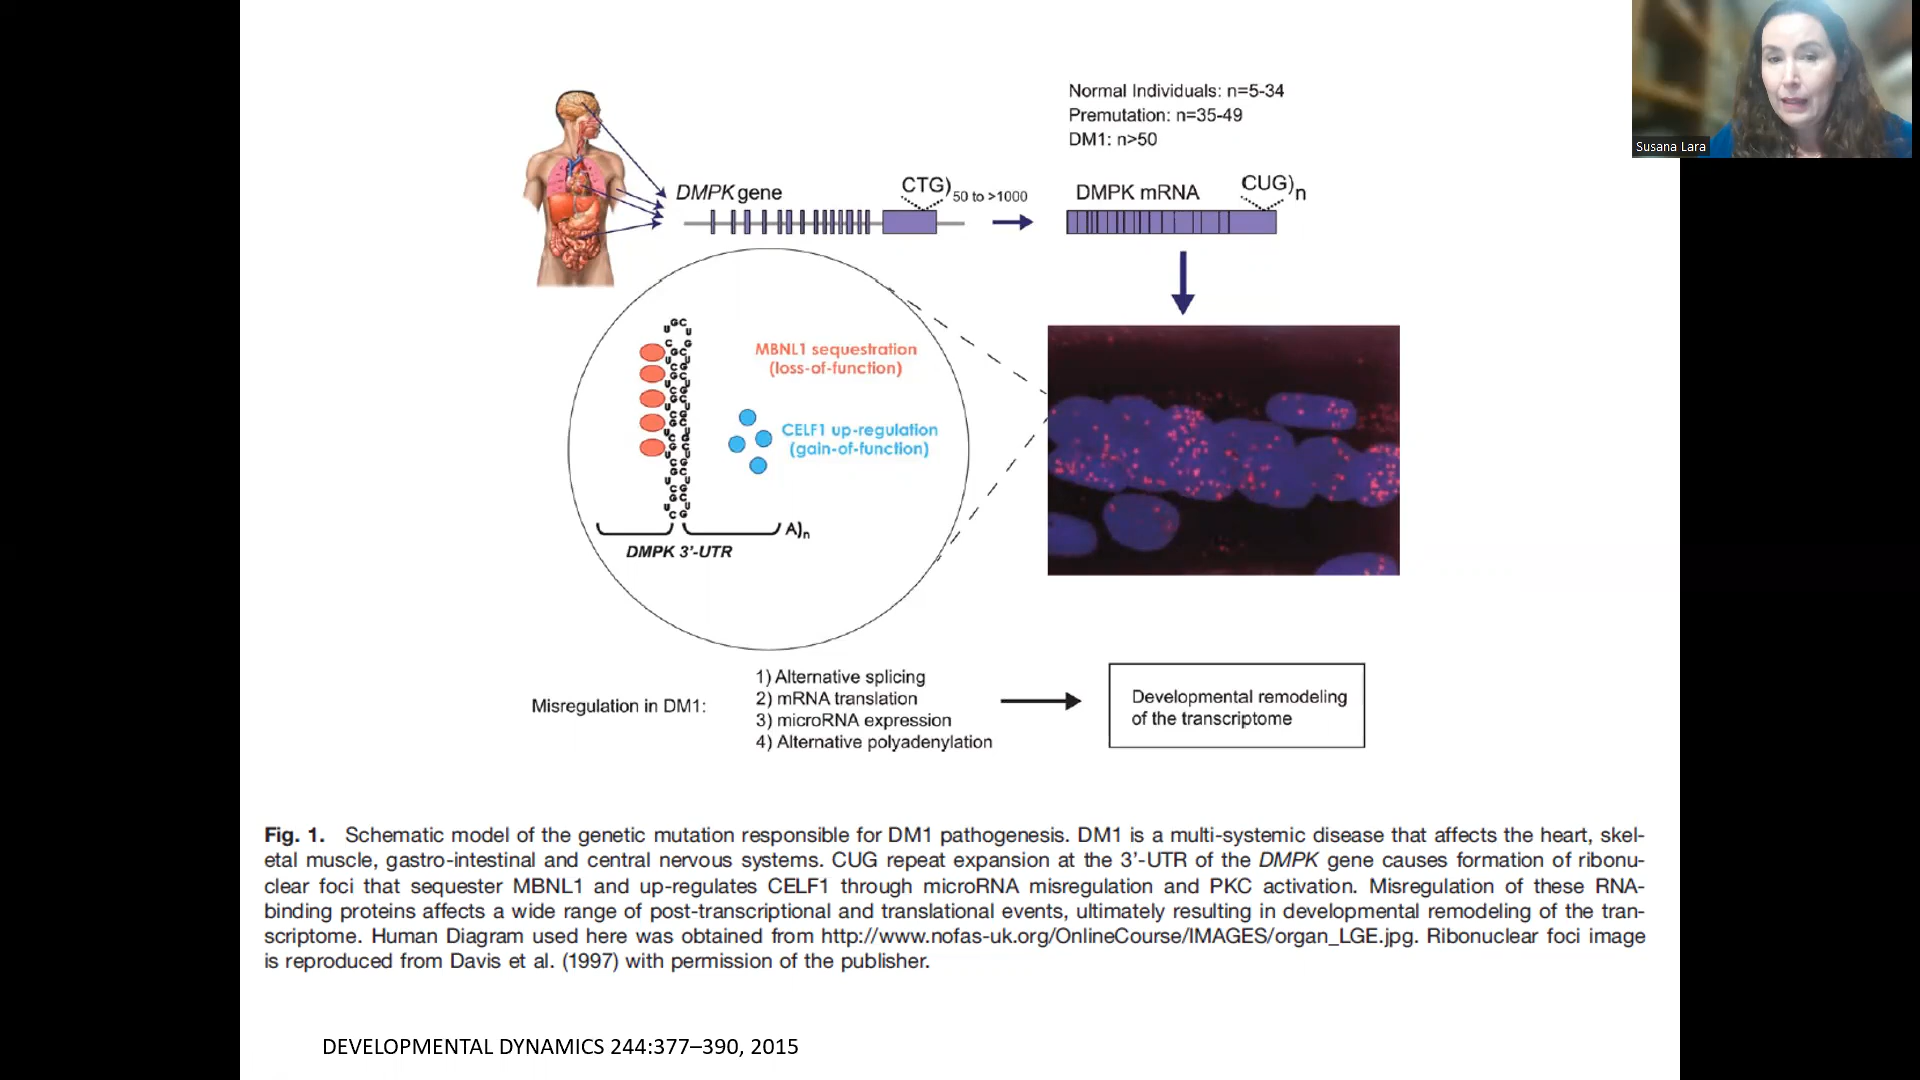 Susana Lara
Normal Individuals: n=5-34
Premutation: n=35-49
DM1: n>50
DMPK gene
CTG)50 to >1000
DMPK mRNA
CUG)n
MBNL1 sequestration
(loss-of-function)
CELF1 up-regulation
(gain-of-function)
A)n
DMPK 3’-UTR
Misregulation in DM1:
1) Alternative splicing
2) mRNA translation
3) microRNA expression
4) Alternative polyadenylation
Developmental remodeling
of the transcriptome
Fig. 1. Schematic model of the genetic mutation responsible for DM1 pathogenesis. DM1 is a multi-systemic disease that affects the heart, skel-
etal muscle, gastro-intestinal and central nervous systems. CUG repeat expansion at the 3’-UTR of the DMPK gene causes formation of ribonu-
clear foci that sequester MBNL1 and up-regulates CELF1 through microRNA misregulation and PKC activation. Misregulation of these RNA-
binding proteins affects a wide range of post-transcriptional and translational events, ultimately resulting in developmental remodeling of the tran-
scriptome. Human Diagram used here was obtained from http://www.nofas-uk.org/OnlineCourse/IMAGES/organ_LGE.jpg. Ribonuclear foci image
is reproduced from Davis et al. (1997) with permission of the publisher.
DEVELOPMENTAL DYNAMICS 244:377–390, 2015